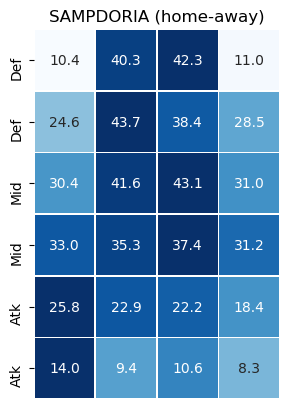 SAMPDORIA (home-away)
Def 10.4 40.3 42.3 11.0
Def 24.6 43.7 38.4 28.5
Mid 30.4 41.6 43.1 31.0
Mid 33.0 35.3 37.4 31.2
Atk 25.8 22.9 22.2 18.4
Atk 14.0 9.4 10.6 8.3